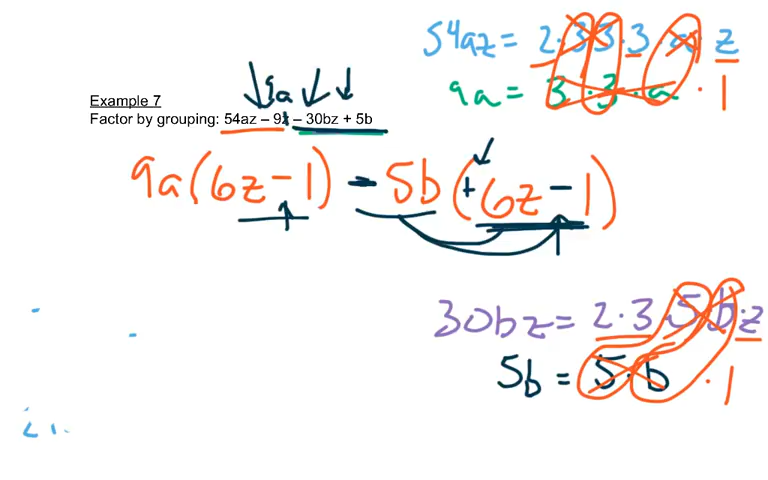 54az = 2·3·3·3·a·z
9a = 3·3·a·1
Example 7
9a
Factor by grouping: 54az – 9 – 30bz + 5b
9a(6z – 1) – 5b(+6z – 1)
30bz = 2·3·5·b·z
5b = 5·b·1